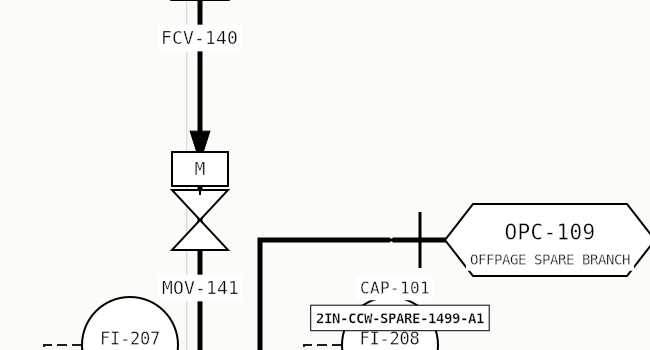 FCV-140
M
OPC-109
OFFPAGE SPARE BRANCH
MOV-141
CAP-101
2IN-CCW-SPARE-1499-A1
FI-207
FI-208